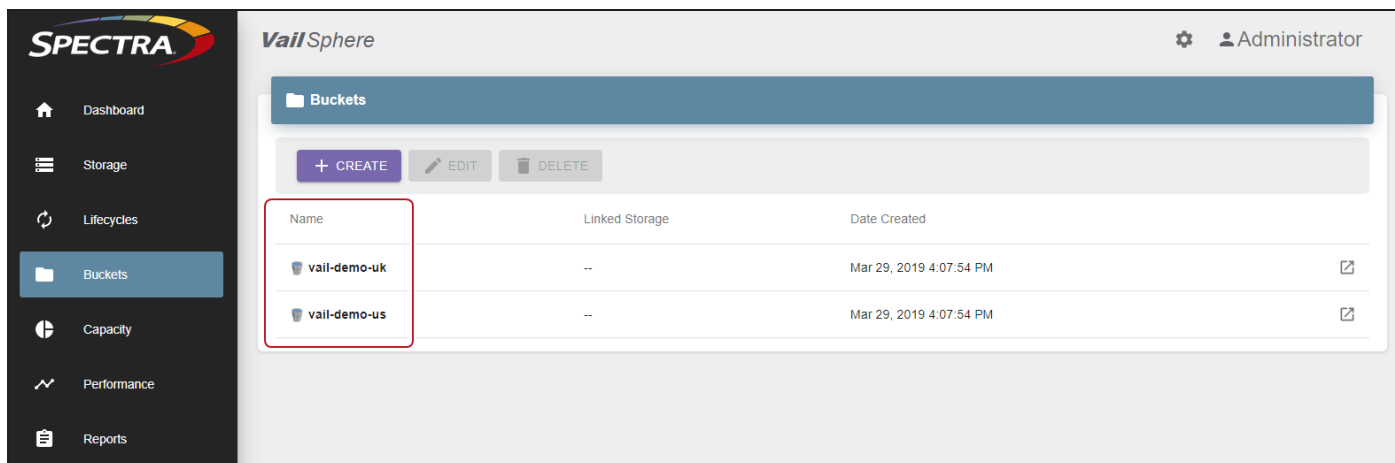 SPECTRA
Vail Sphere
Administrator
Dashboard
Storage
Lifecycles
Buckets
Capacity
Performance
Reports
Buckets
+ CREATE
EDIT
DELETE
Name Linked Storage Date Created
vail-demo-uk -- Mar 29, 2019 4:07:54 PM
vail-demo-us -- Mar 29, 2019 4:07:54 PM